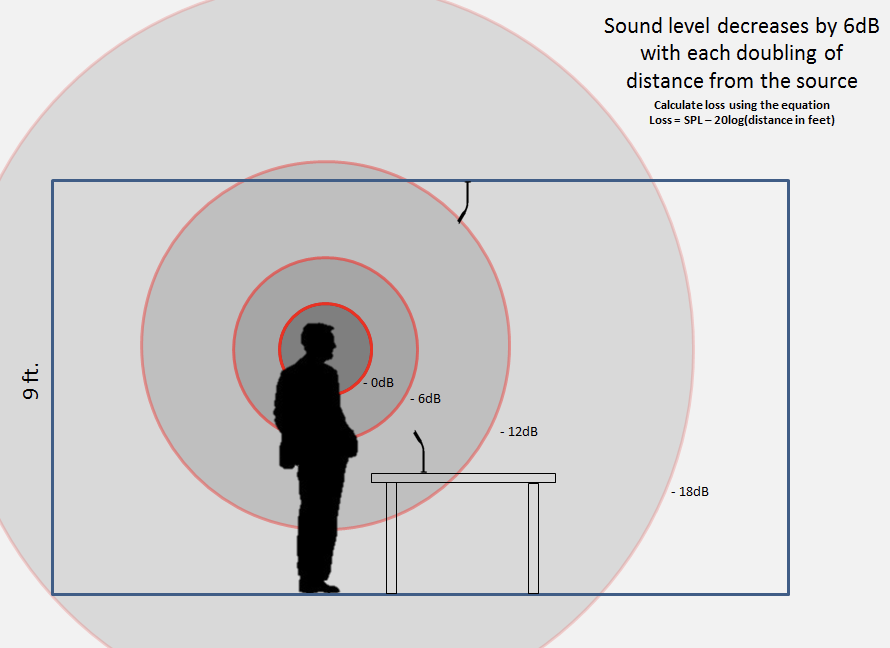 Sound level decreases by 6dB
with each doubling of
distance from the source
Calculate loss using the equation
Loss = SPL – 20log(distance in feet)
9 ft.
- 0dB
- 6dB
- 12dB
- 18dB